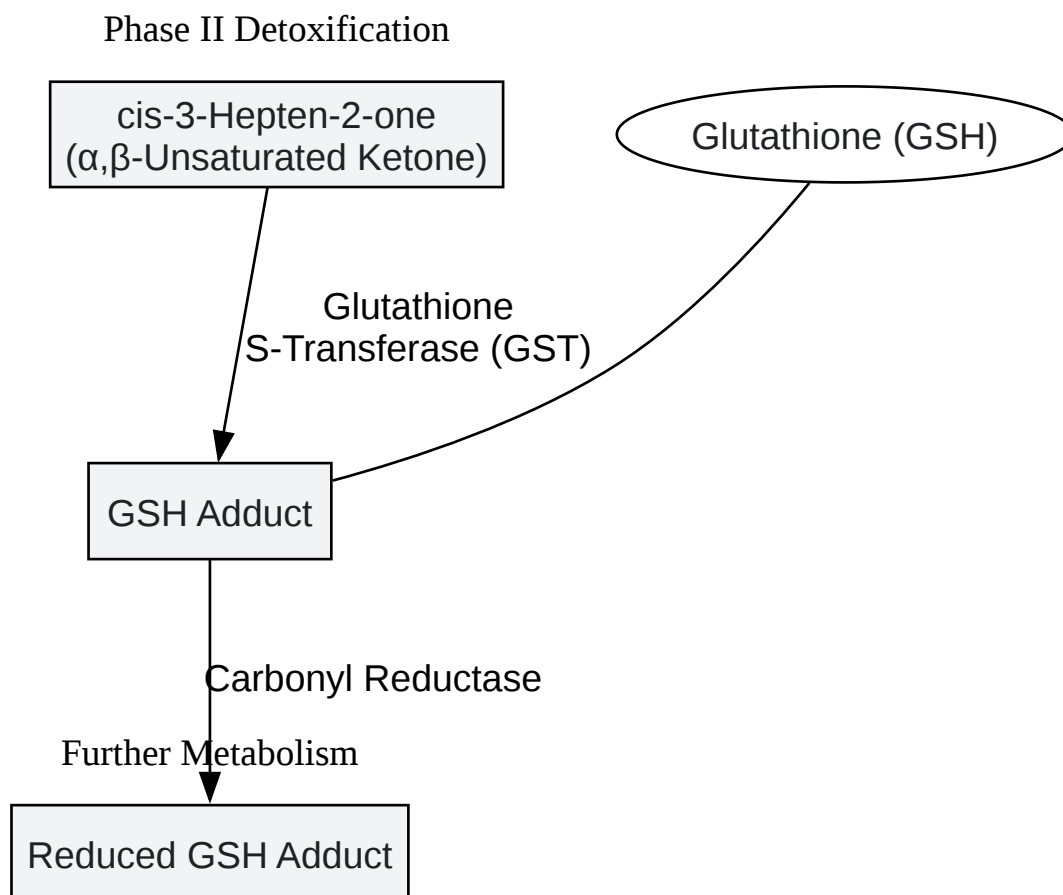 Phase II Detoxification
cis-3-Hepten-2-one
(α,β-Unsaturated Ketone)
Glutathione (GSH)
Glutathione
S-Transferase (GST)
GSH Adduct
Carbonyl Reductase
Further Metabolism
Reduced GSH Adduct